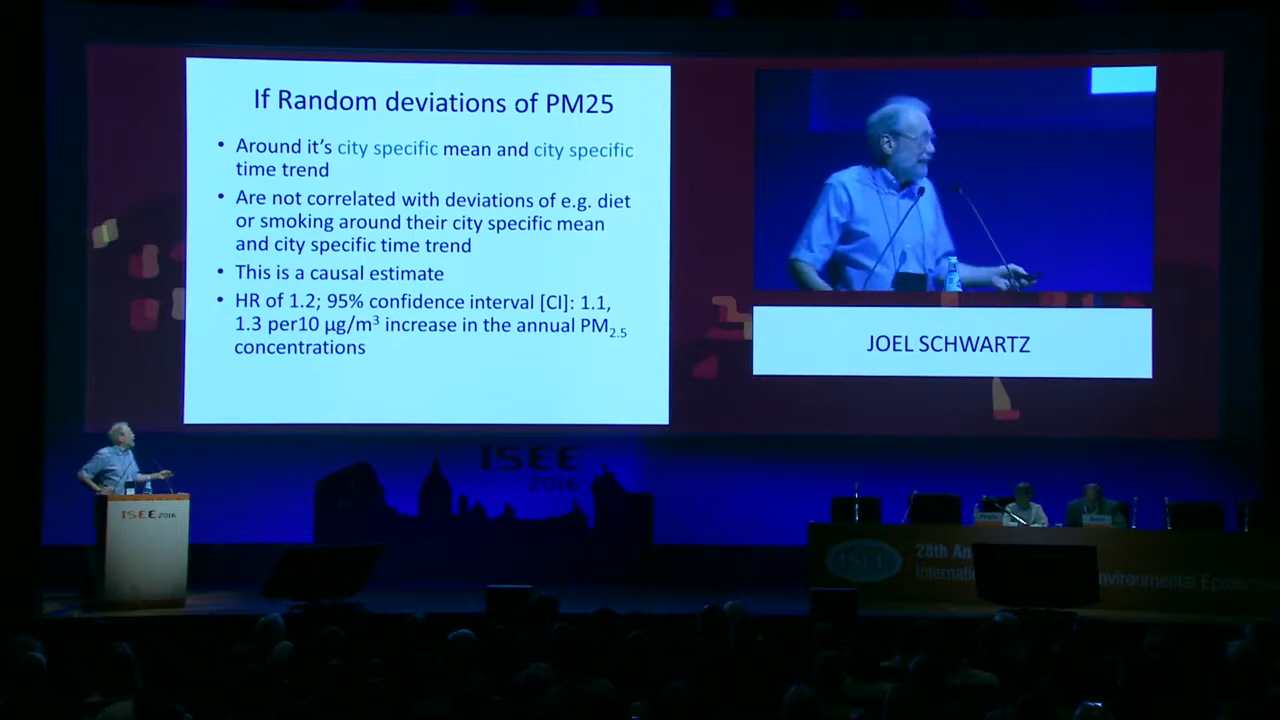 If Random deviations of PM25
• Around it's city specific mean and city specific
time trend
• Are not correlated with deviations of e.g. diet
or smoking around their city specific mean
and city specific time trend
• This is a causal estimate
• HR of 1.2; 95% confidence interval [CI]: 1.1,
1.3 per10 µg/m³ increase in the annual PM₂.₅
concentrations
JOEL SCHWARTZ
ISEE
2016
ISEE 2016
ISEE
28th An
Internati
nvironmental Epidem